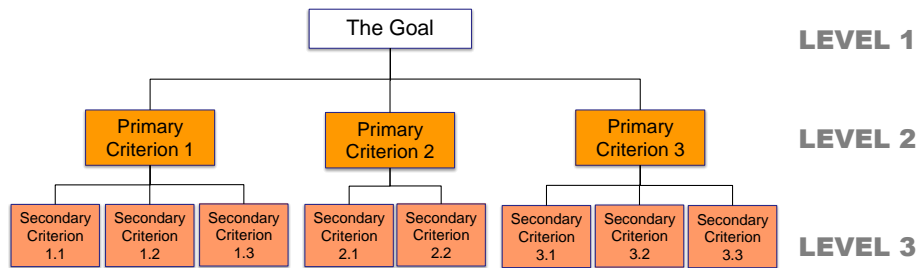 The Goal
LEVEL 1
Primary
Criterion 1
Primary
Criterion 2
Primary
Criterion 3
LEVEL 2
Secondary
Criterion
1.1
Secondary
Criterion
1.2
Secondary
Criterion
1.3
Secondary
Criterion
2.1
Secondary
Criterion
2.2
Secondary
Criterion
3.1
Secondary
Criterion
3.2
Secondary
Criterion
3.3
LEVEL 3